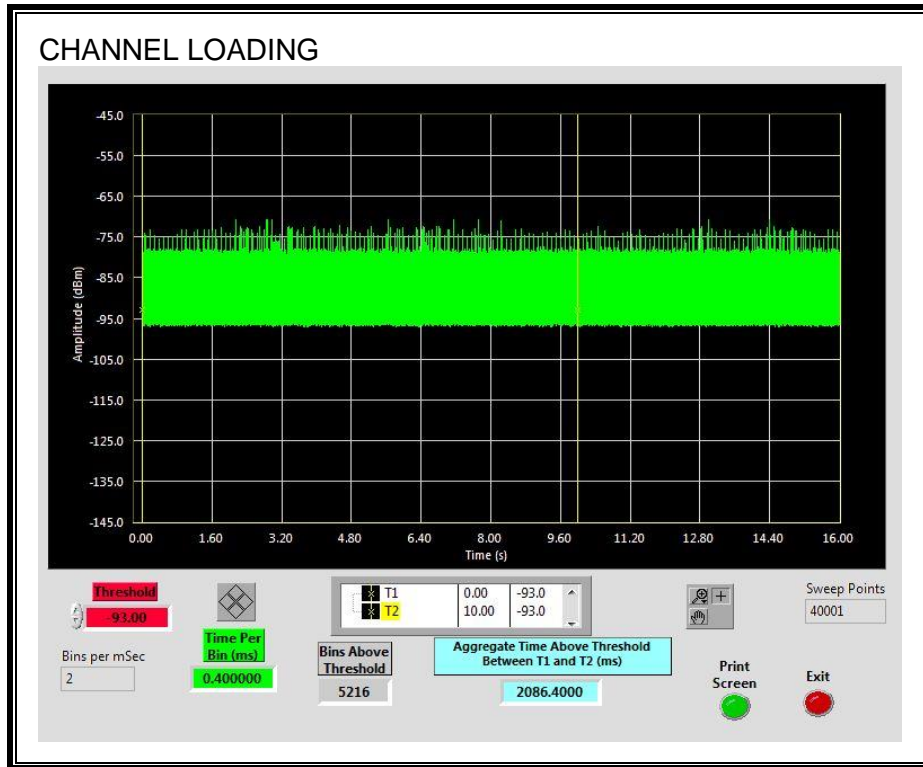 CHANNEL LOADING
-45.0
-55.0
-65.0
-75.0
-85.0
-95.0
-105.0
-115.0
-125.0
-135.0
-145.0
Amplitude (dBm)
0.00 1.60 3.20 4.80 6.40 8.00 9.60 11.20 12.80 14.40 16.00
Time (s)
Threshold
-93.00
Bins per mSec
2
Time Per
Bin (ms)
0.400000
T1 0.00 -93.0
T2 10.00 -93.0
Bins Above
Threshold
5216
Aggregate Time Above Threshold
Between T1 and T2 (ms)
2086.4000
Sweep Points
40001
Print
Screen
Exit